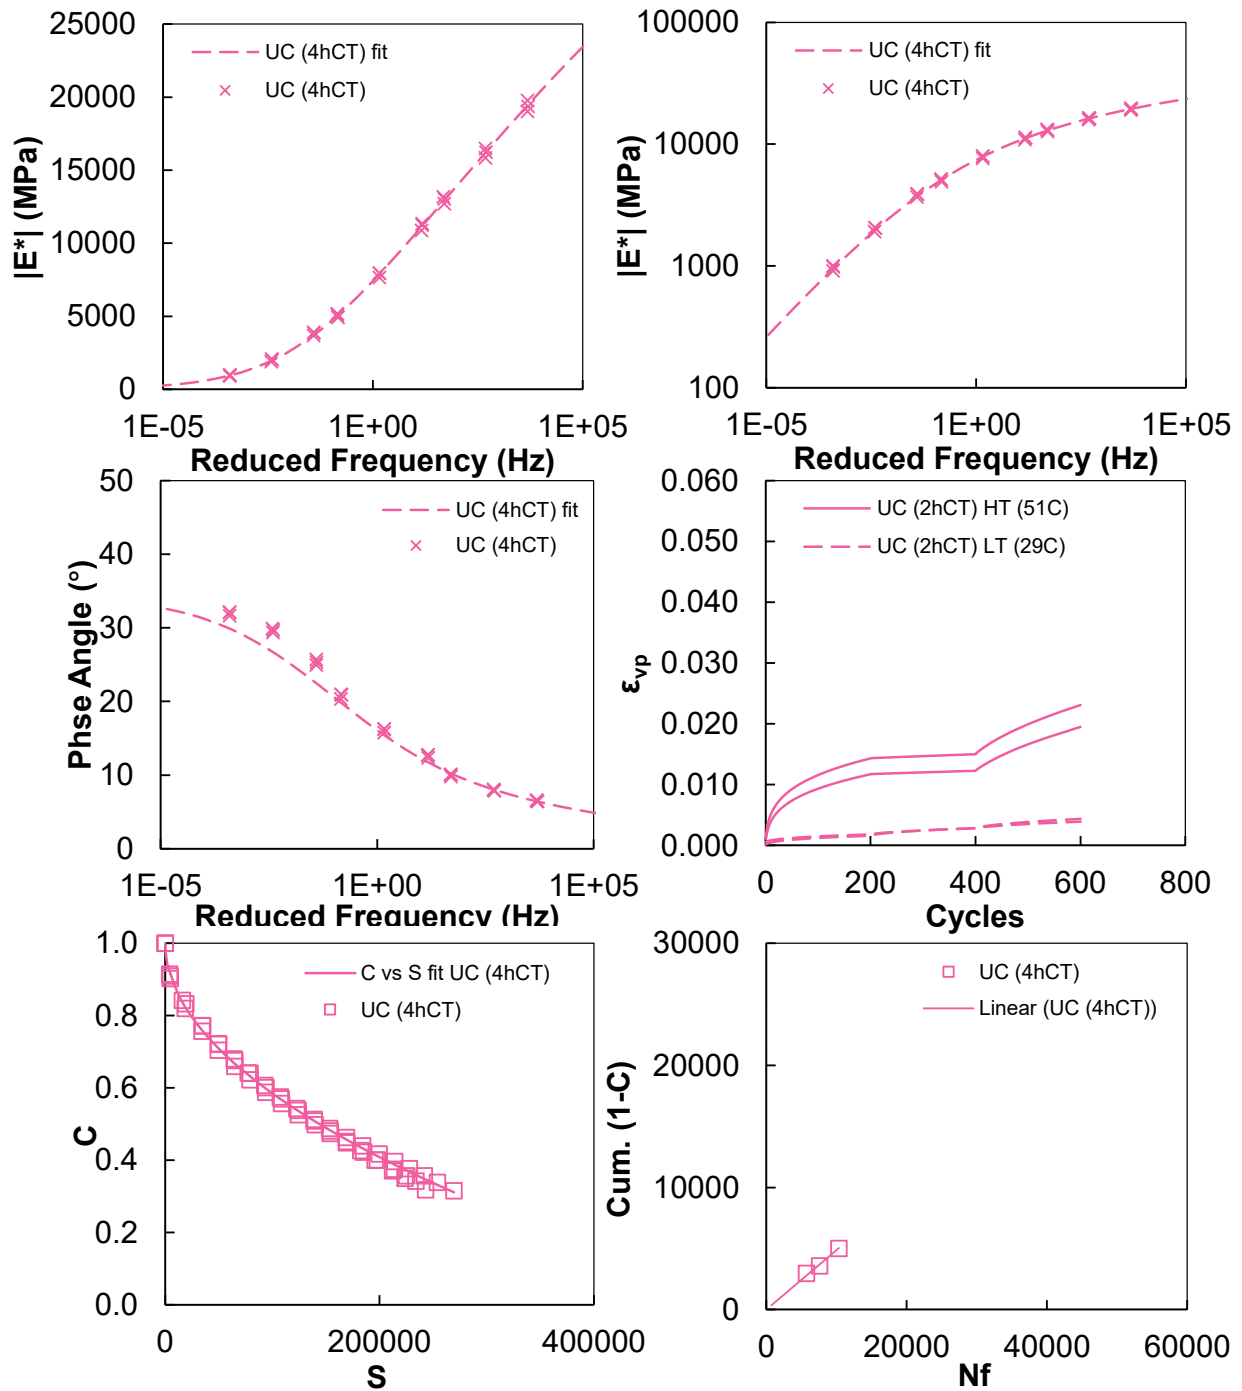 25000
20000
15000
10000
5000
0
|E*| (MPa)
UC (4hCT) fit
UC (4hCT)
1E-05
1E+00
1E+05
Reduced Frequency (Hz)
100000
10000
1000
100
|E*| (MPa)
UC (4hCT) fit
UC (4hCT)
1E-05
1E+00
1E+05
Reduced Frequency (Hz)
50
40
30
20
10
0
Phse Angle (°)
UC (4hCT) fit
UC (4hCT)
1E-05
1E+00
1E+05
Reduced Frequency (Hz)
0.060
0.050
0.040
0.030
0.020
0.010
0.000
εvp
UC (2hCT) HT (51C)
UC (2hCT) LT (29C)
0
200
400
600
800
Cycles
1.0
0.8
0.6
0.4
0.2
0.0
C
C vs S fit UC (4hCT)
UC (4hCT)
0
200000
400000
S
30000
20000
10000
0
Cum. (1-C)
UC (4hCT)
Linear (UC (4hCT))
0
20000
40000
60000
Nf